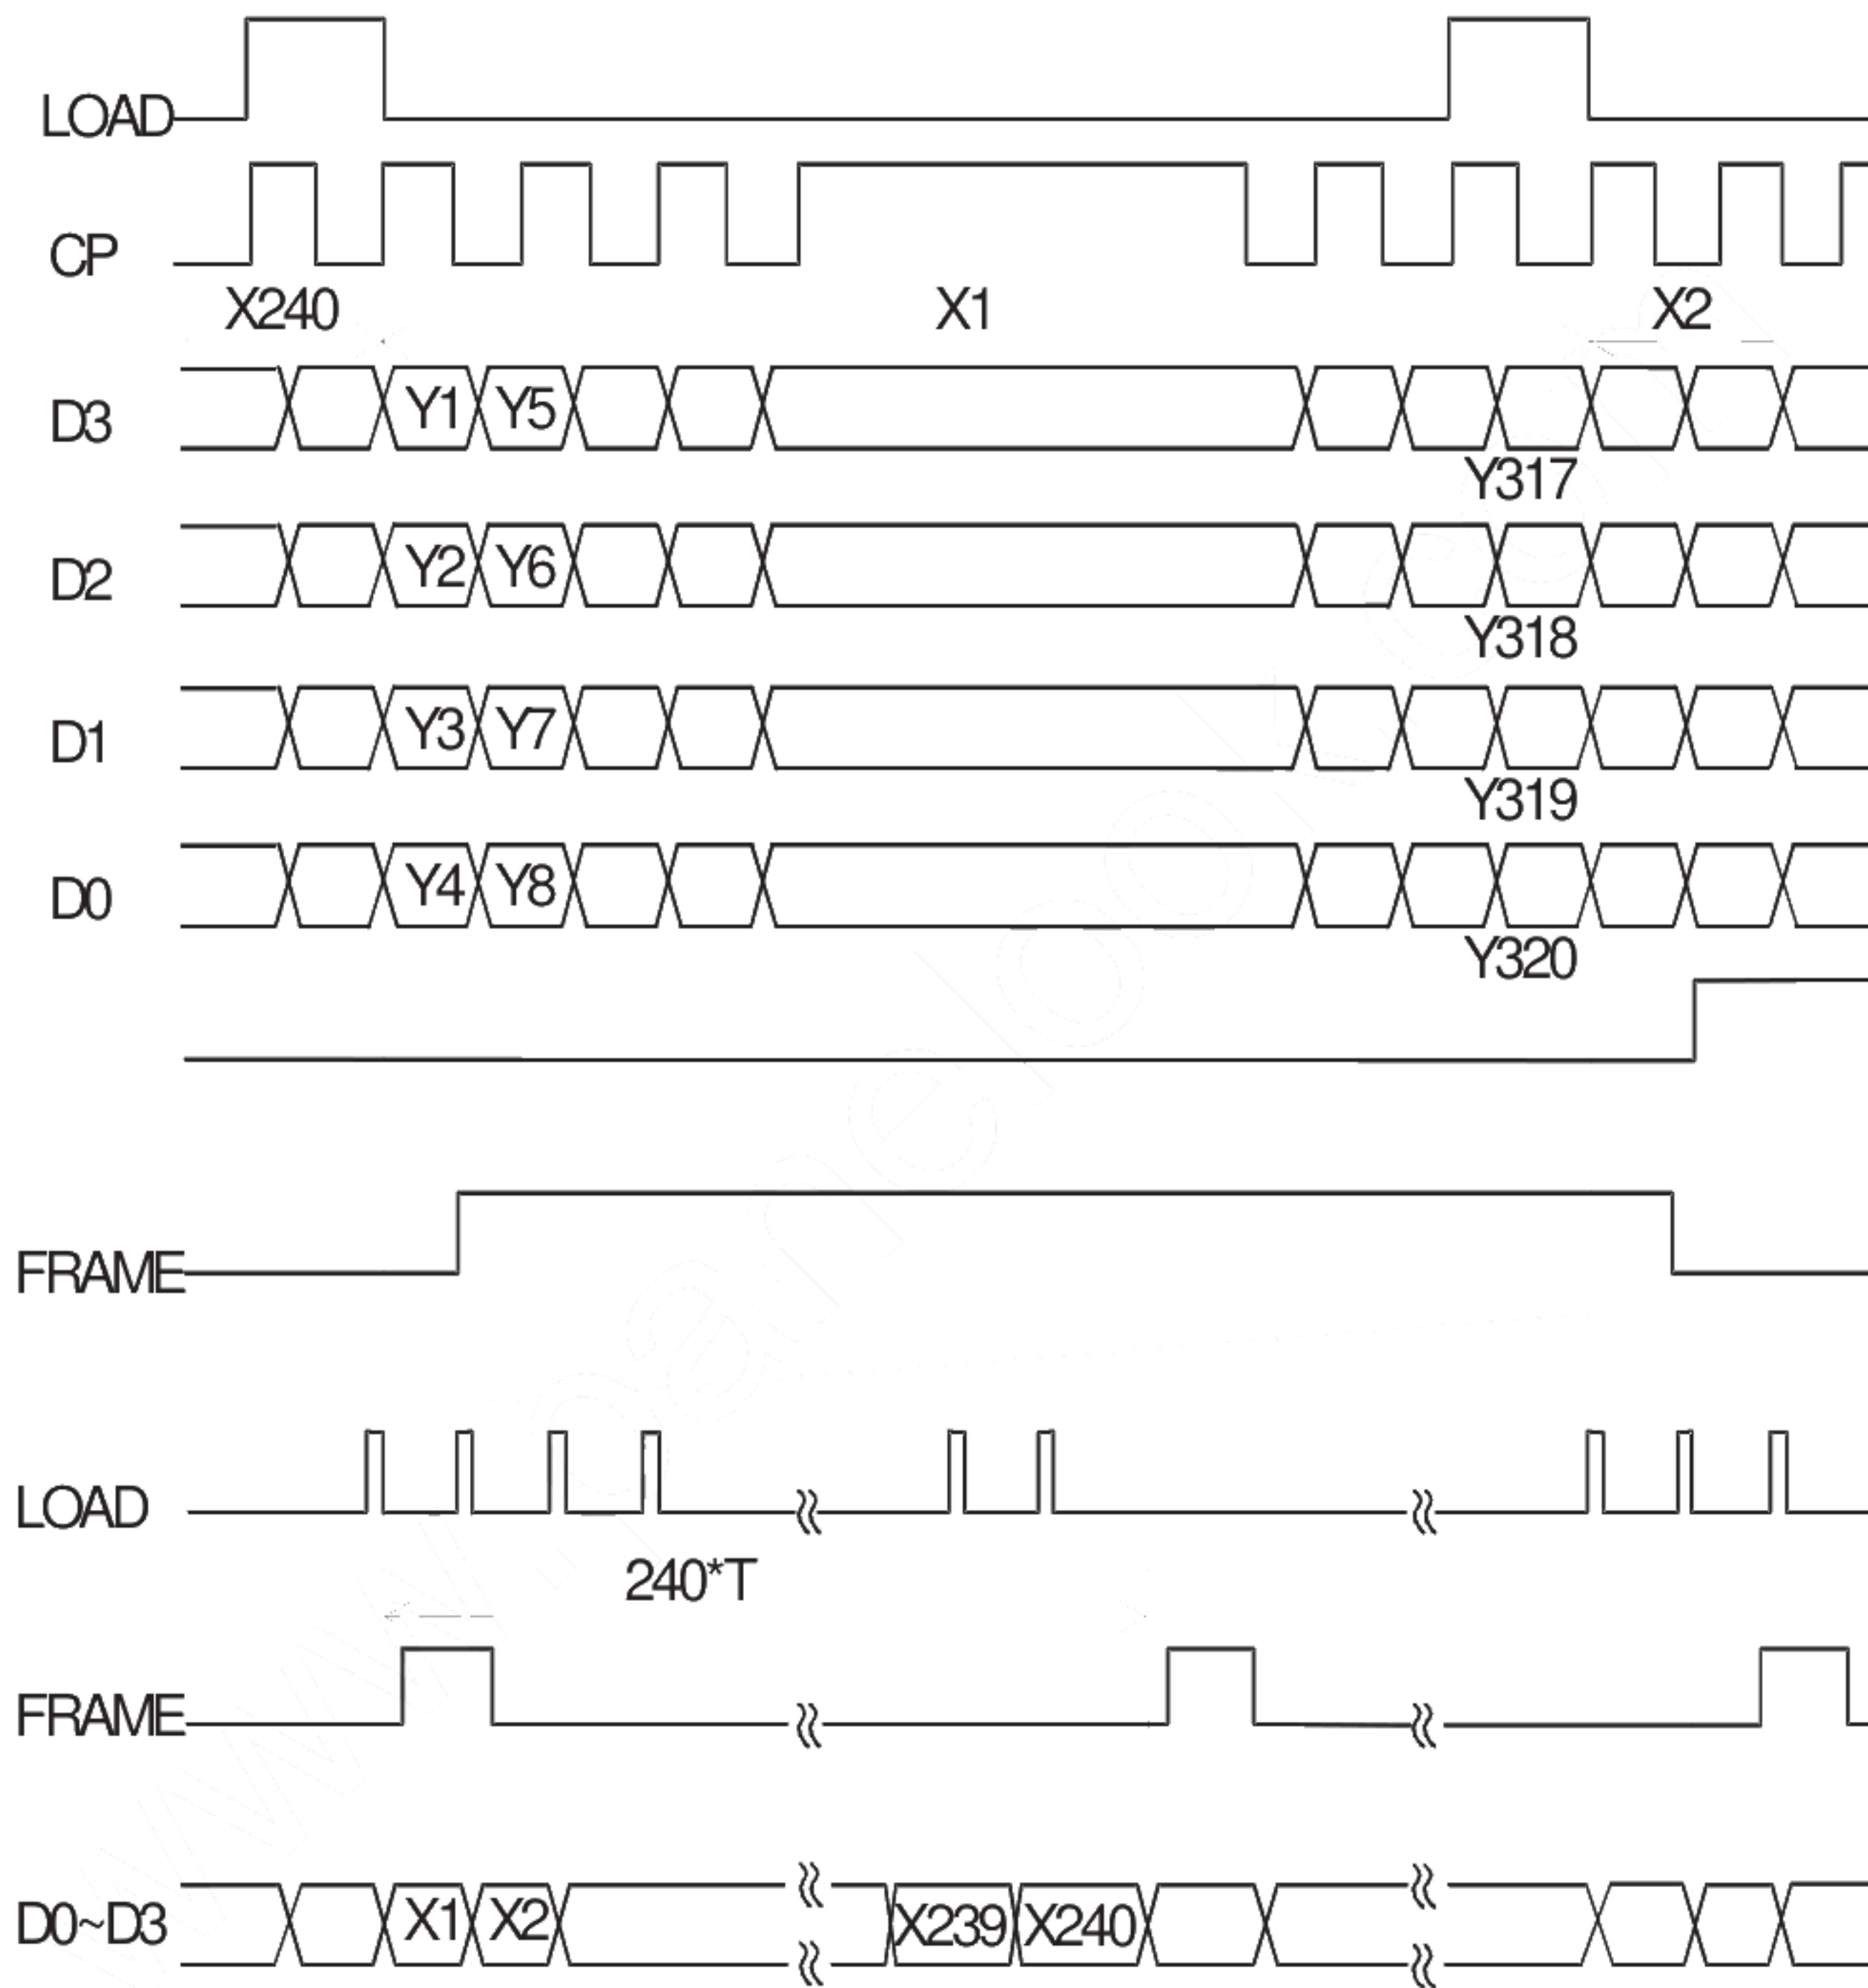 LOAD
CP
X240 X1 X2
D3 Y1 Y5
Y317
D2 Y2 Y6
Y318
D1 Y3 Y7
Y319
D0 Y4 Y8
Y320
FRAME
LOAD
240*T
FRAME
D0~D3 X1 X2 X239 X240